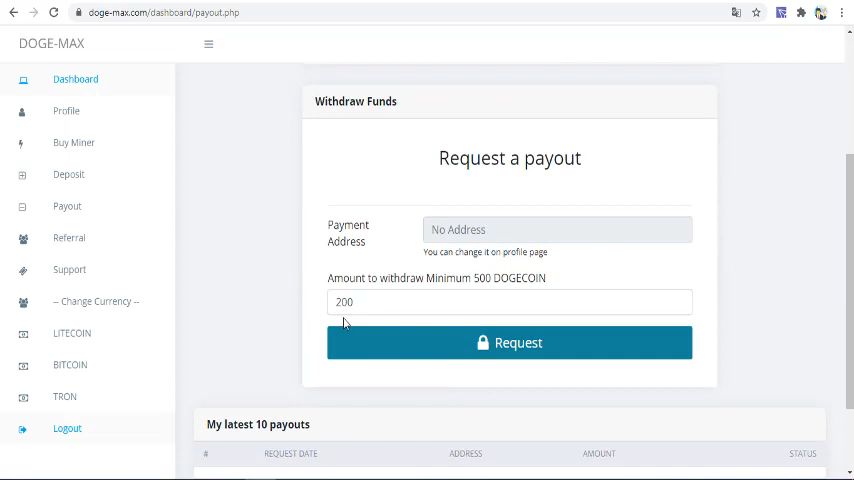 doge-max.com/dashboard/payout.php
DOGE-MAX
Dashboard
Profile
Buy Miner
Deposit
Payout
Referral
Support
-- Change Currency --
LITECOIN
BITCOIN
TRON
Logout
Withdraw Funds
Request a payout
Payment
Address
No Address
You can change it on profile page
Amount to withdraw Minimum 500 DOGECOIN
200
Request
My latest 10 payouts
# REQUEST DATE ADDRESS AMOUNT STATUS